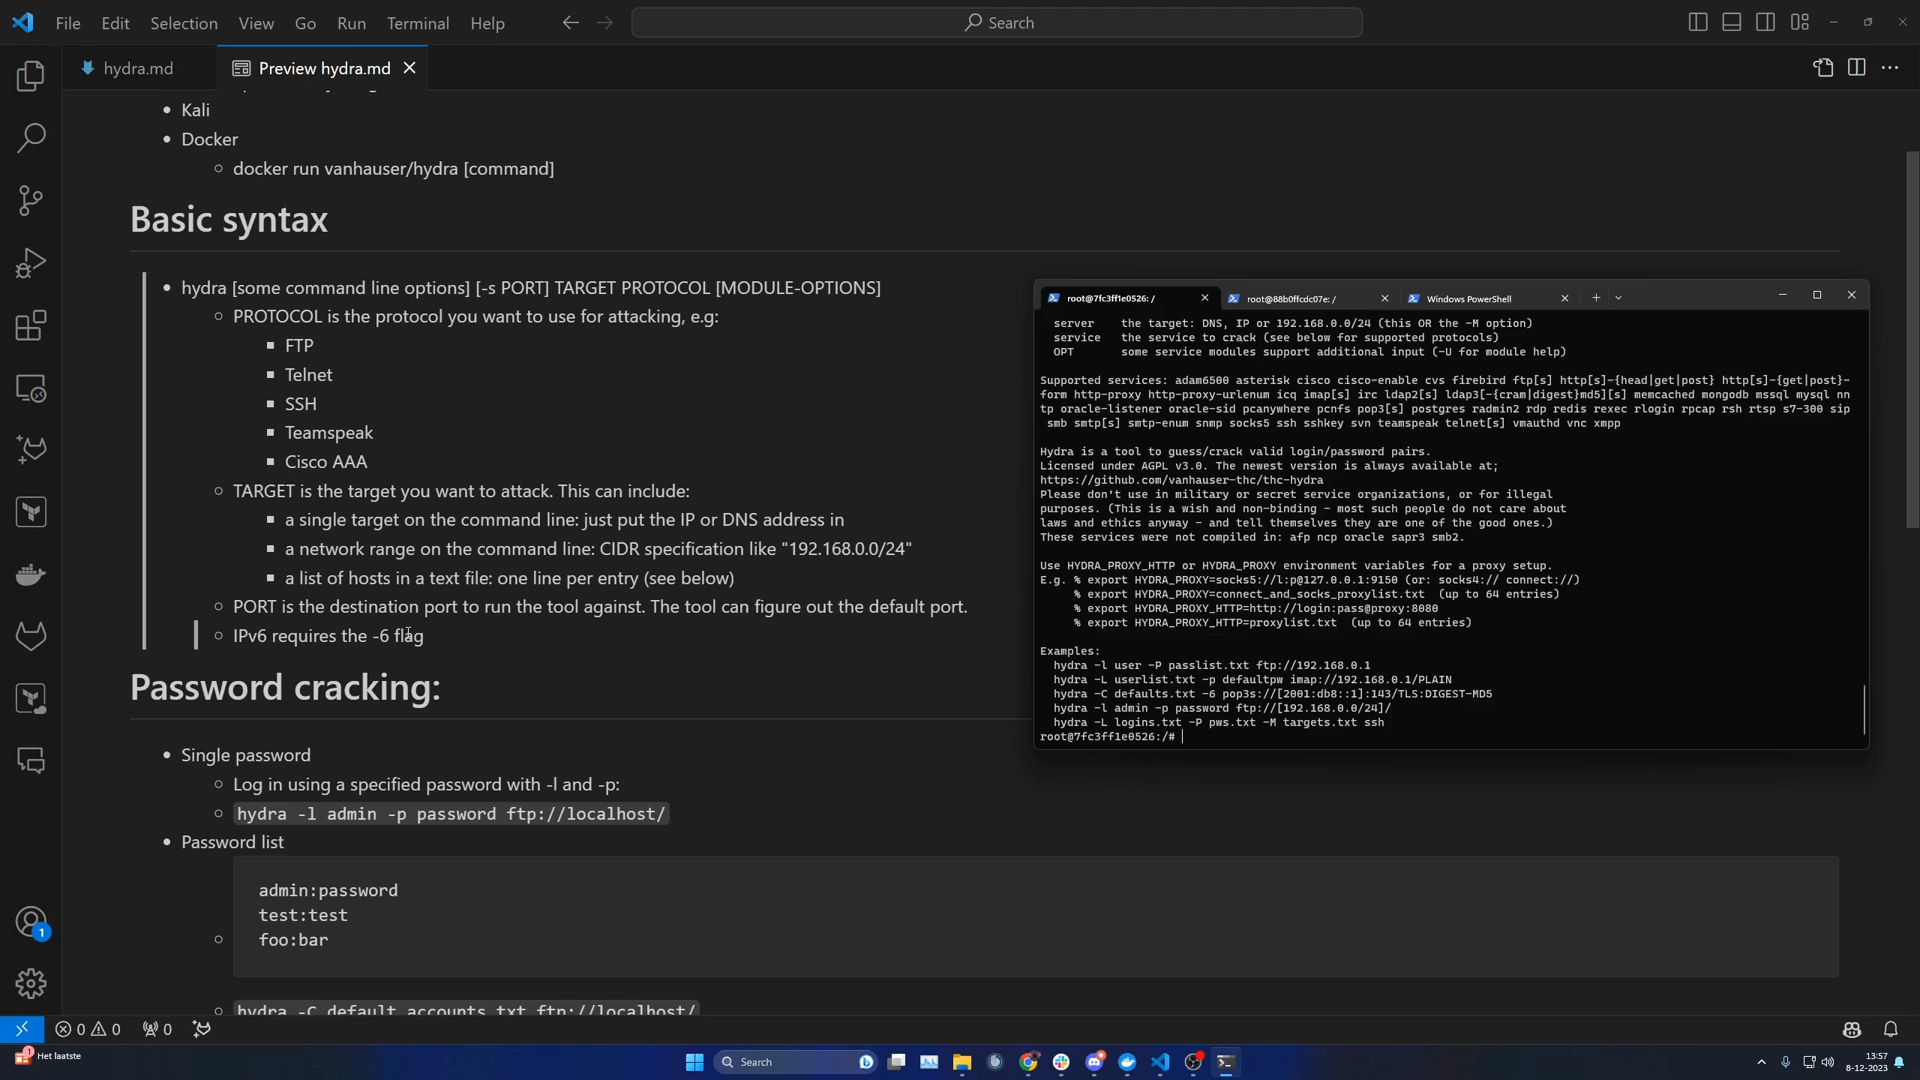 File Edit Selection View Go Run Terminal Help
Search
hydra.md
Preview hydra.md
Kali
Docker
docker run vanhauser/hydra [command]
Basic syntax
hydra [some command line options] [-s PORT] TARGET PROTOCOL [MODULE-OPTIONS]
PROTOCOL is the protocol you want to use for attacking, e.g:
FTP
Telnet
SSH
Teamspeak
Cisco AAA
TARGET is the target you want to attack. This can include:
a single target on the command line: just put the IP or DNS address in
a network range on the command line: CIDR specification like "192.168.0.0/24"
a list of hosts in a text file: one line per entry (see below)
PORT is the destination port to run the tool against. The tool can figure out the default port.
IPv6 requires the -6 flag
Password cracking:
Single password
Log in using a specified password with -l and -p:
hydra -l admin -p password ftp://localhost/
Password list
admin:password
test:test
foo:bar
hydra -C default_accounts.txt ftp://localhost/
root@7fc3ff1e0526: /
root@88b0ffcdc07e: /
Windows PowerShell
server the target: DNS, IP or 192.168.0.0/24 (this OR the -M option)
service the service to crack (see below for supported protocols)
OPT some service modules support additional input (-U for module help)
Supported services: adam6500 asterisk cisco cisco-enable cvs firebird ftp[s] http[s]-{head|get|post} http[s]-{get|post}-
form http-proxy http-proxy-urlenum icq imap[s] irc ldap2[s] ldap3[-{cram|digest}md5][s] memcached mongodb mssql mysql nn
tp oracle-listener oracle-sid pcanywhere pcnfs pop3[s] postgres radmin2 rdp redis rexec rlogin rpcap rsh rtsp s7-300 sip
smb smtp[s] smtp-enum snmp socks5 ssh sshkey svn teamspeak telnet[s] vmauthd vnc xmpp
Hydra is a tool to guess/crack valid login/password pairs.
Licensed under AGPL v3.0. The newest version is always available at;
https://github.com/vanhauser-thc/thc-hydra
Please don't use in military or secret service organizations, or for illegal
purposes. (This is a wish and non-binding - most such people do not care about
laws and ethics anyway - and tell themselves they are one of the good ones.)
These services were not compiled in: afp ncp oracle sapr3 smb2.
Use HYDRA_PROXY_HTTP or HYDRA_PROXY environment variables for a proxy setup.
E.g. % export HYDRA_PROXY=socks5://l:p@127.0.0.1:9150 (or: socks4:// connect://)
% export HYDRA_PROXY=connect_and_socks_proxylist.txt (up to 64 entries)
% export HYDRA_PROXY_HTTP=http://login:pass@proxy:8080
% export HYDRA_PROXY_HTTP=proxylist.txt (up to 64 entries)
Examples:
hydra -l user -P passlist.txt ftp://192.168.0.1
hydra -L userlist.txt -p defaultpw imap://192.168.0.1/PLAIN
hydra -C defaults.txt -6 pop3s://[2001:db8::1]:143/TLS:DIGEST-MD5
hydra -l admin -p password ftp://[192.168.0.0/24]/
hydra -L logins.txt -P pws.txt -M targets.txt ssh
root@7fc3ff1e0526:/#
1
0 0 0
1
Het laatste
Search
13:57
8-12-2023